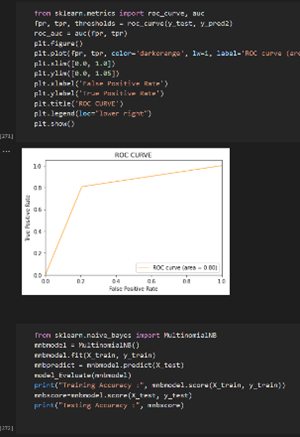 from sklearn.metrics import roc_curve, auc
fpr, tpr, thresholds = roc_curve(y_test, y_pred2)
roc_auc = auc(fpr, tpr)
plt.figure()
plt.plot(fpr, tpr, color='darkorange', lw=1, label='ROC curve (are
plt.xlim([0.0, 1.0])
plt.ylim([0.0, 1.05])
plt.xlabel('False Positive Rate')
plt.ylabel('True Positive Rate')
plt.title('ROC CURVE')
plt.legend(loc="lower right")
plt.show()
[271]
...
ROC CURVE
1.0
0.8
0.6
0.4
0.2
0.0
True Positive Rate
ROC curve (area = 0.80)
0.0 0.2 0.4 0.6 0.8 1.0
False Positive Rate
from sklearn.naive_bayes import MultinomialNB
mnbmodel = MultinomialNB()
mnbmodel.fit(X_train, y_train)
mnbpredict = mnbmodel.predict(X_test)
model_Evaluate(mnbmodel)
print("Training Accuracy :", mnbmodel.score(X_train, y_train))
mnbscore=mnbmodel.score(X_test, y_test)
print("Testing Accuracy :", mnbscore)
[272]